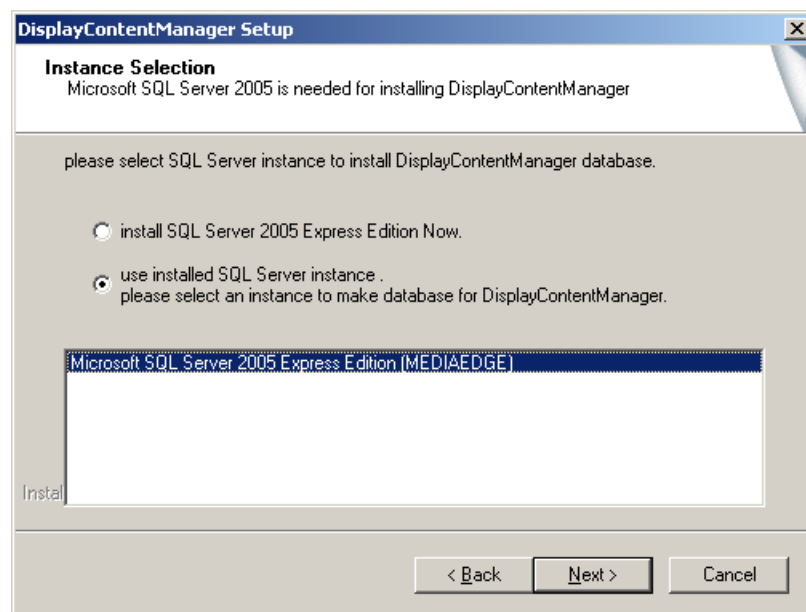 DisplayContentManager Setup
Instance Selection
Microsoft SQL Server 2005 is needed for installing DisplayContentManager
please select SQL Server instance to install DisplayContentManager database.
install SQL Server 2005 Express Edition Now.
use installed SQL Server instance .
please select an instance to make database for DisplayContentManager.
Microsoft SQL Server 2005 Express Edition (MEDIAEDGE)
Instal
< Back
Next >
Cancel